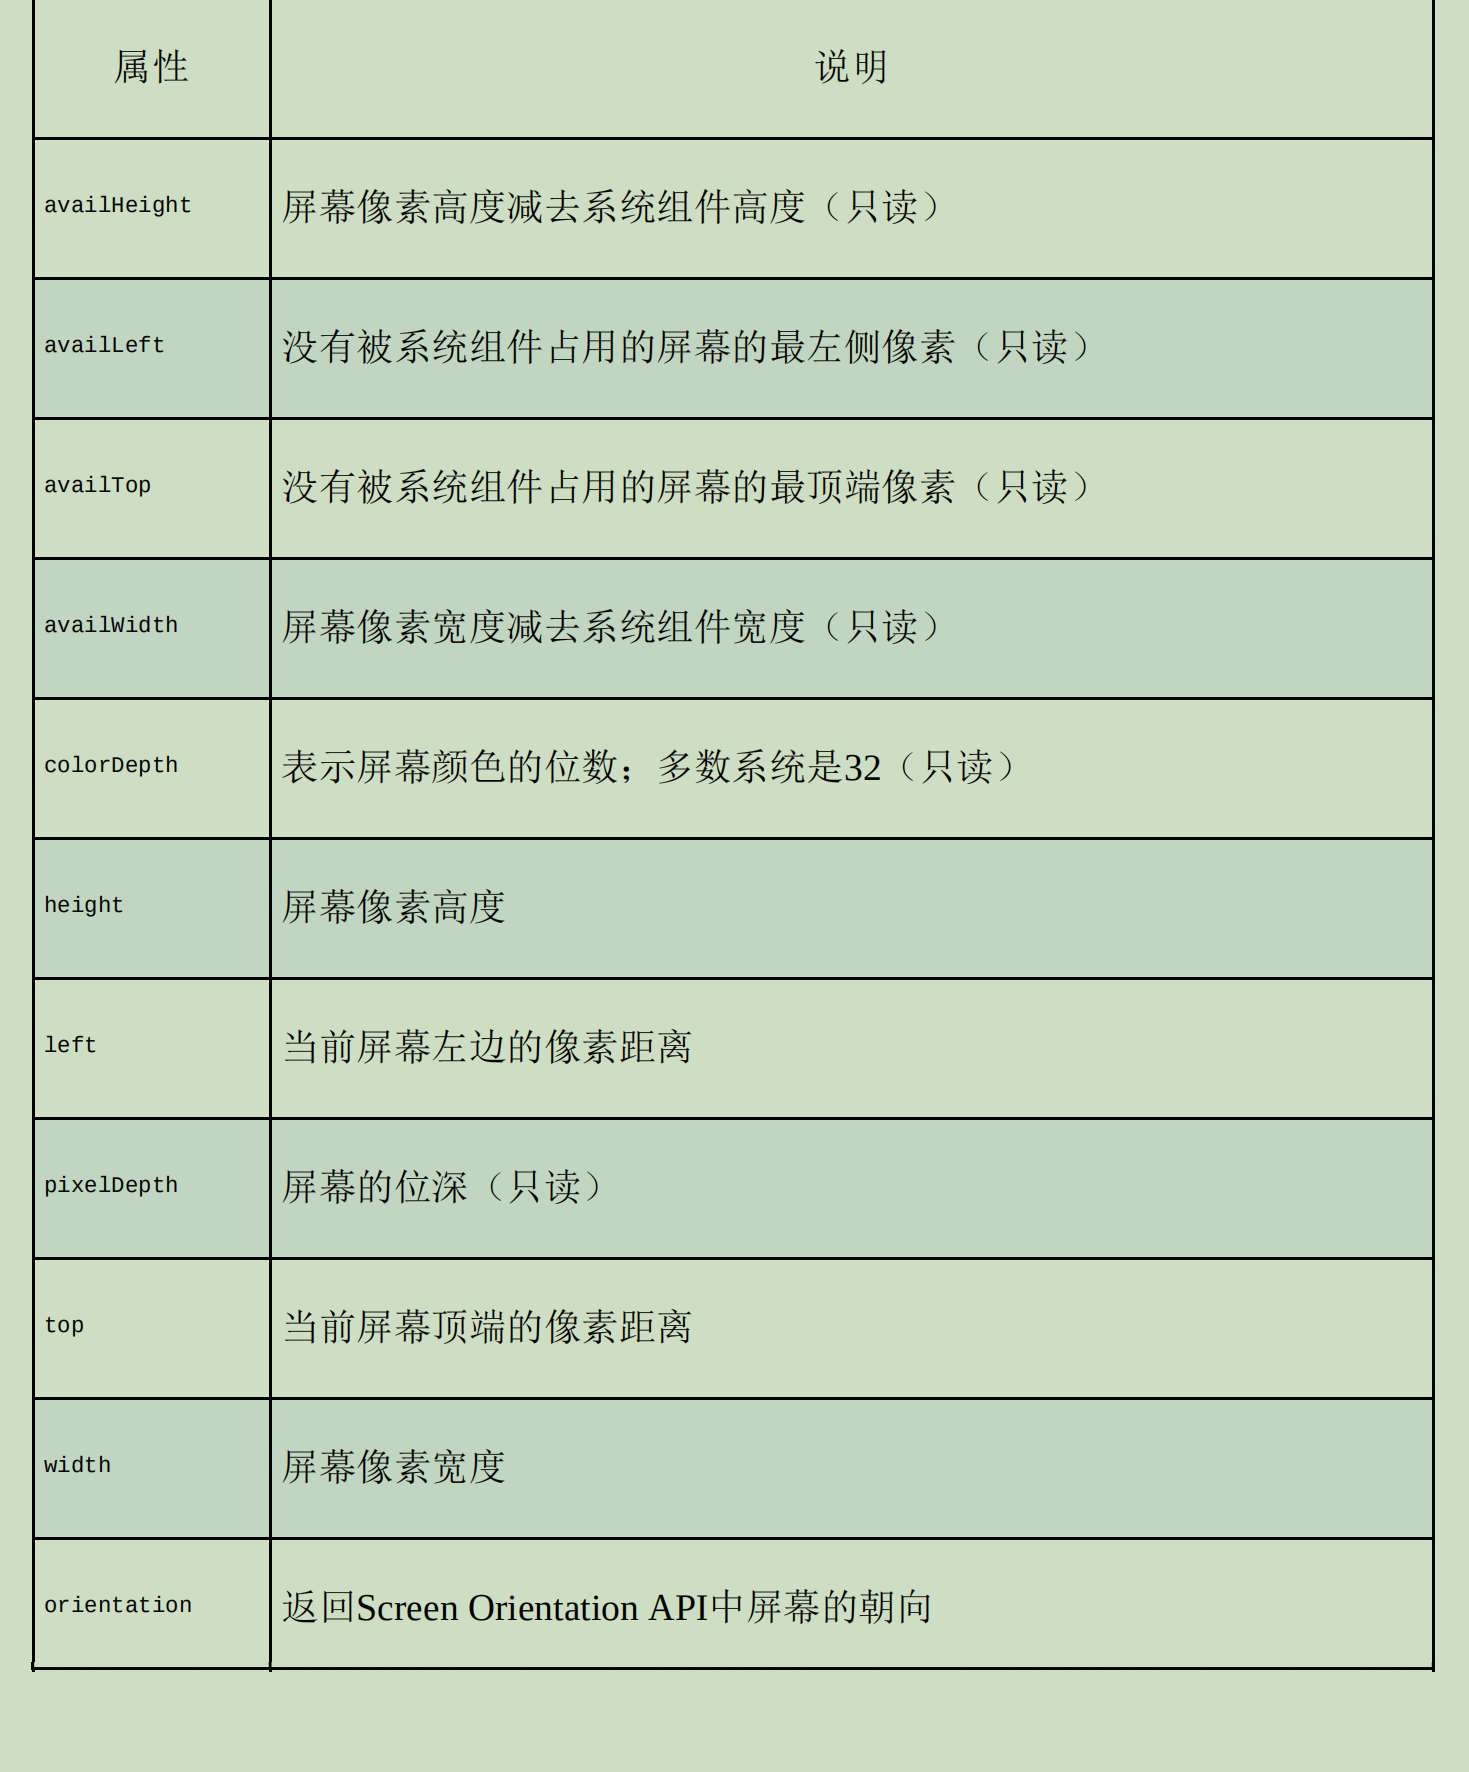 属性 说明
availHeight 屏幕像素高度减去系统组件高度（只读）
availLeft 没有被系统组件占用的屏幕的最左侧像素（只读）
availTop 没有被系统组件占用的屏幕的最顶端像素（只读）
availWidth 屏幕像素宽度减去系统组件宽度（只读）
colorDepth 表示屏幕颜色的位数；多数系统是32（只读）
height 屏幕像素高度
left 当前屏幕左边的像素距离
pixelDepth 屏幕的位深（只读）
top 当前屏幕顶端的像素距离
width 屏幕像素宽度
orientation 返回Screen Orientation API中屏幕的朝向